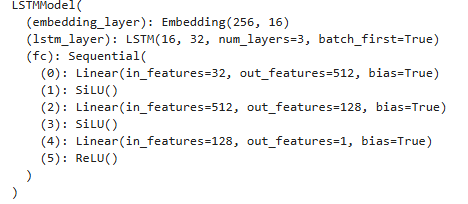 LSTMModel(
  (embedding_layer): Embedding(256, 16)
  (lstm_layer): LSTM(16, 32, num_layers=3, batch_first=True)
  (fc): Sequential(
    (0): Linear(in_features=32, out_features=512, bias=True)
    (1): SiLU()
    (2): Linear(in_features=512, out_features=128, bias=True)
    (3): SiLU()
    (4): Linear(in_features=128, out_features=1, bias=True)
    (5): ReLU()
  )
)